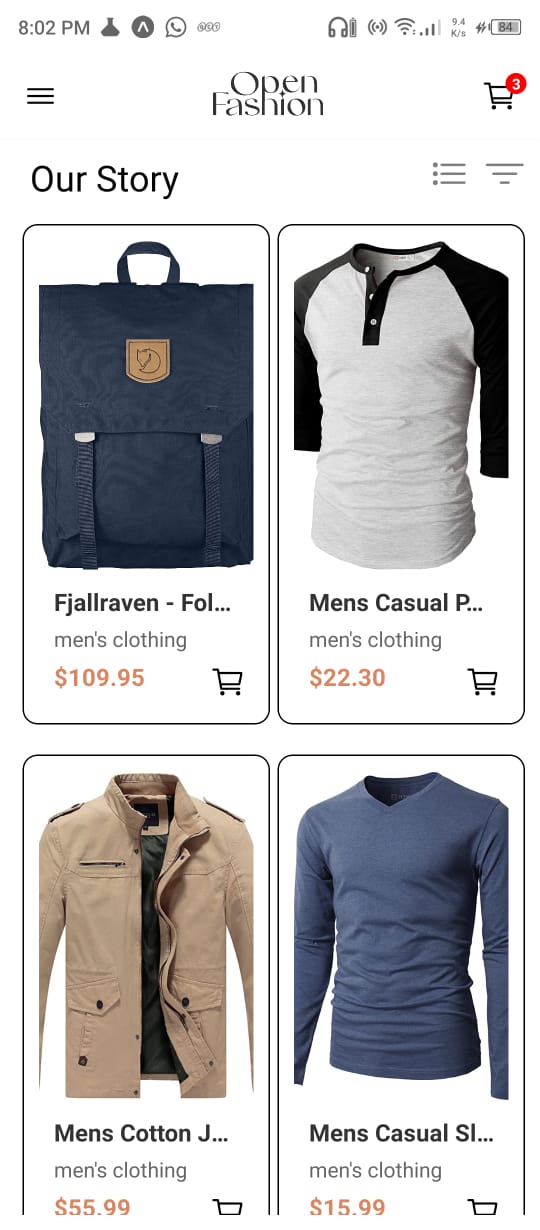 8:02 PM
9.4
K/s
84
Open
Fashion
3
Our Story
Fjallraven - Fol...
men's clothing
$109.95
Mens Casual P...
men's clothing
$22.30
Mens Cotton J...
men's clothing
$55.99
Mens Casual Sl...
men's clothing
$15.99